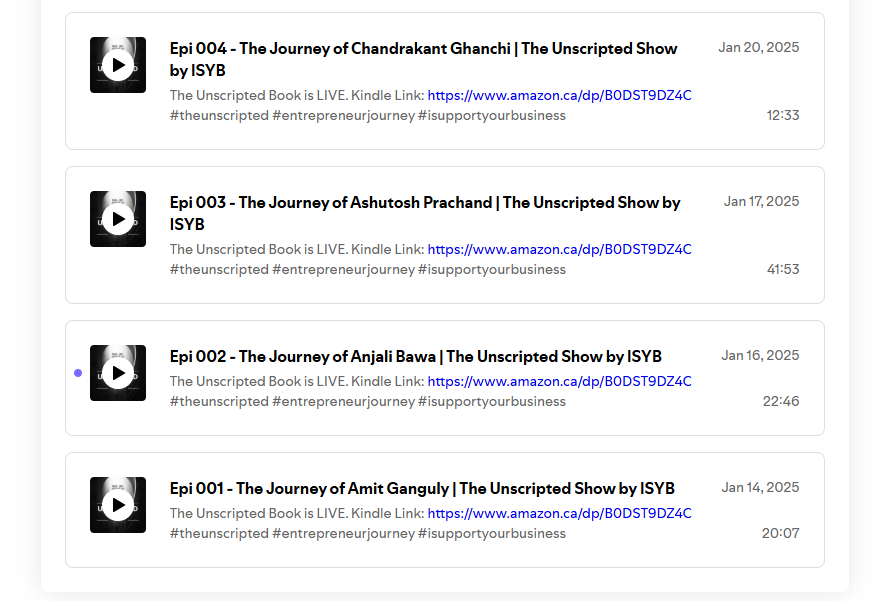 Epi 004 - The Journey of Chandrakant Ghanchi | The Unscripted Show
by ISYB
Jan 20, 2025
The Unscripted Book is LIVE. Kindle Link: https://www.amazon.ca/dp/B0DST9DZ4C
#theunscripted #entrepreneurjourney #isupportyourbusiness
12:33
Epi 003 - The Journey of Ashutosh Prachand | The Unscripted Show by
ISYB
Jan 17, 2025
The Unscripted Book is LIVE. Kindle Link: https://www.amazon.ca/dp/B0DST9DZ4C
#theunscripted #entrepreneurjourney #isupportyourbusiness
41:53
Epi 002 - The Journey of Anjali Bawa | The Unscripted Show by ISYB
Jan 16, 2025
The Unscripted Book is LIVE. Kindle Link: https://www.amazon.ca/dp/B0DST9DZ4C
#theunscripted #entrepreneurjourney #isupportyourbusiness
22:46
Epi 001 - The Journey of Amit Ganguly | The Unscripted Show by ISYB
Jan 14, 2025
The Unscripted Book is LIVE. Kindle Link: https://www.amazon.ca/dp/B0DST9DZ4C
#theunscripted #entrepreneurjourney #isupportyourbusiness
20:07